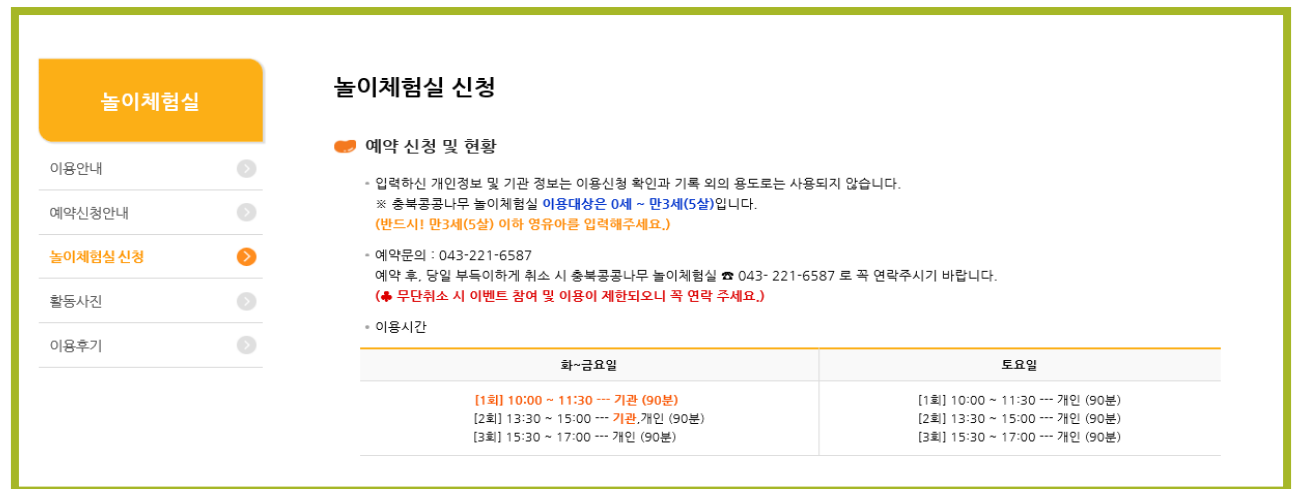 놀이체험실
이용안내
예약신청안내
놀이체험실 신청
활동사진
이용후기
놀이체험실 신청
예약 신청 및 현황
입력하신 개인정보 및 기관 정보는 이용신청 확인과 기록 외의 용도로는 사용되지 않습니다.
※ 충북콩콩나무 놀이체험실 이용대상은 0세 ~ 만3세(5살)입니다.
(반드시! 만3세(5살) 이하 영유아를 입력해주세요.)
예약문의 : 043-221-6587
예약 후, 당일 부득이하게 취소 시 충북콩콩나무 놀이체험실 ☎ 043- 221-6587 로 꼭 연락주시기 바랍니다.
(♣ 무단취소 시 이벤트 참여 및 이용이 제한되오니 꼭 연락 주세요.)
이용시간
화~금요일 토요일
[1회] 10:00 ~ 11:30 --- 기관 (90분) [1회] 10:00 ~ 11:30 --- 개인 (90분)
[2회] 13:30 ~ 15:00 --- 기관,개인 (90분) [2회] 13:30 ~ 15:00 --- 개인 (90분)
[3회] 15:30 ~ 17:00 --- 개인 (90분) [3회] 15:30 ~ 17:00 --- 개인 (90분)